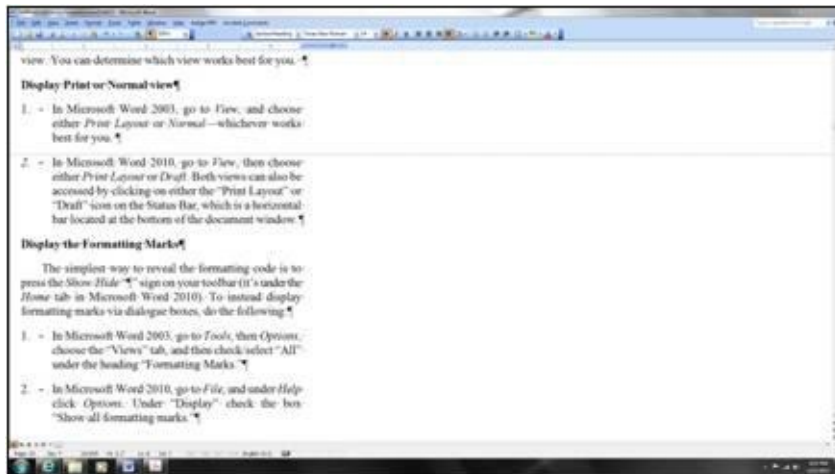 Microsoft Word
view. You can determine which view works best for you. ¶
Display Print or Normal view¶
1. In Microsoft Word 2003, go to View, and choose
either Print Layout or Normal—whichever works
best for you. ¶
2. In Microsoft Word 2010, go to View, then choose
either Print Layout or Draft. Both views can also be
accessed by clicking on either the "Print Layout" or
"Draft" icon on the Status Bar, which is a horizontal
bar located at the bottom of the document window. ¶
Display the Formatting Marks¶
The simplest way to reveal the formatting code is to
press the Show/Hide "¶" sign on your toolbar (it's under the
Home tab in Microsoft Word 2010). To instead display
formatting marks via dialogue boxes, do the following ¶
1. In Microsoft Word 2003, go to Tools, then Options,
choose the "Views" tab, and then check/select "All"
under the heading "Formatting Marks." ¶
2. In Microsoft Word 2010, go to File, and under Help
click Options. Under "Display" check the box
"Show all formatting marks." ¶